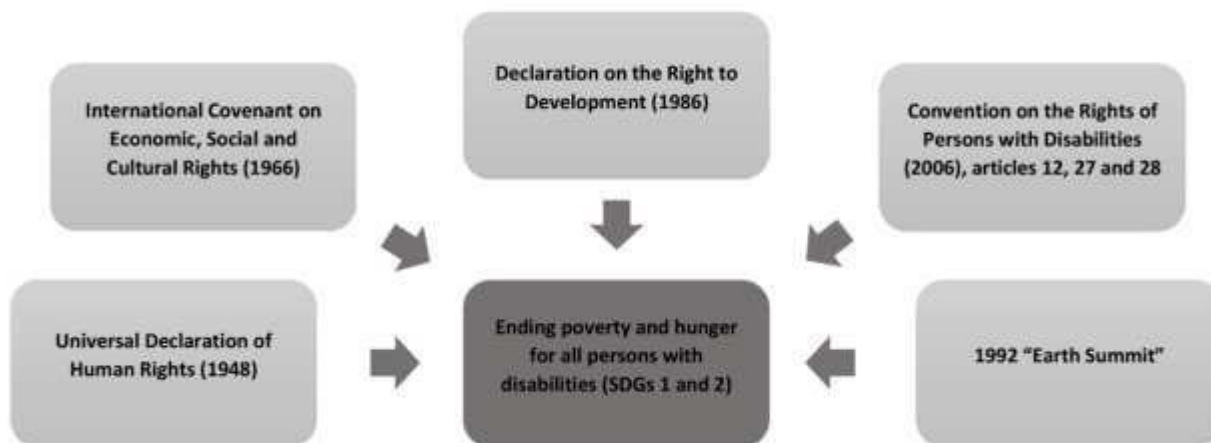 Declaration on the Right to
Development (1986)
International Covenant on
Economic, Social and
Cultural Rights (1966)
Convention on the Rights of
Persons with Disabilities
(2006), articles 12, 27 and 28
Universal Declaration of
Human Rights (1948)
Ending poverty and hunger
for all persons with
disabilities (SDGs 1 and 2)
1992 “Earth Summit”